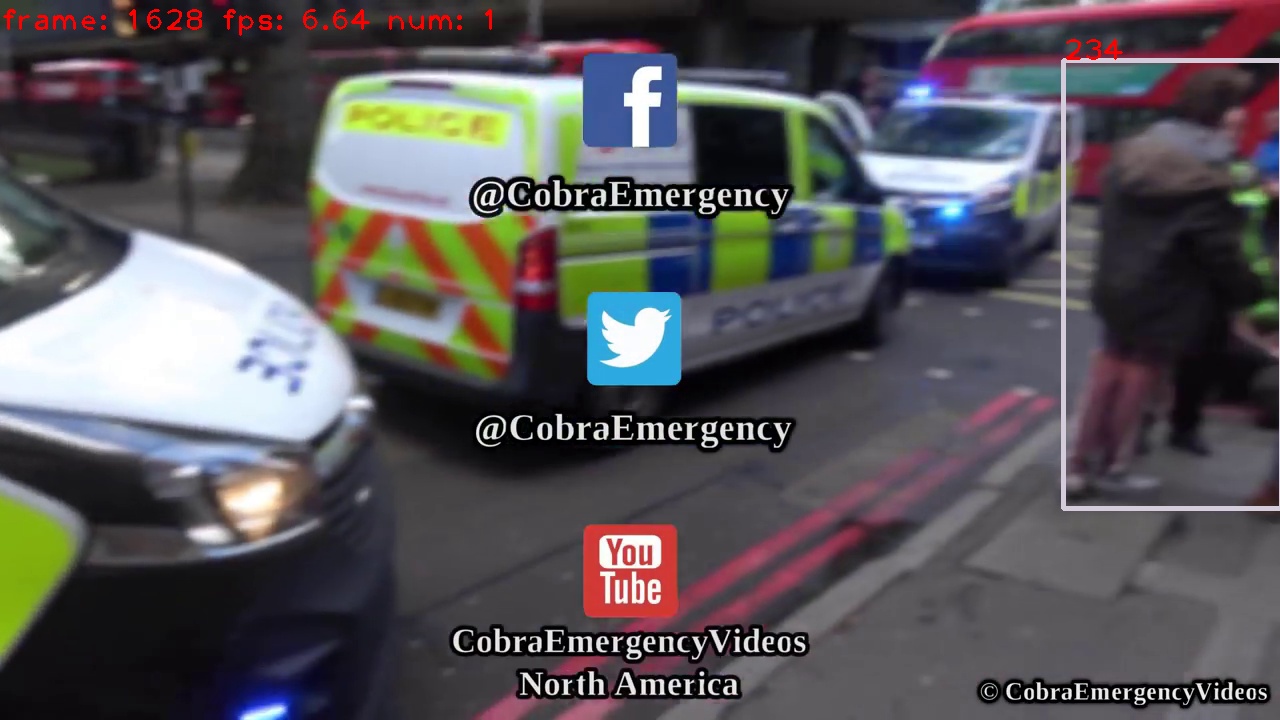 frame: 1628 fps: 6.64 num: 1
234
POLICE
f
@CobraEmergency
POLICE
@CobraEmergency
You
Tube
CobraEmergencyVideos
North America
© CobraEmergencyVideos